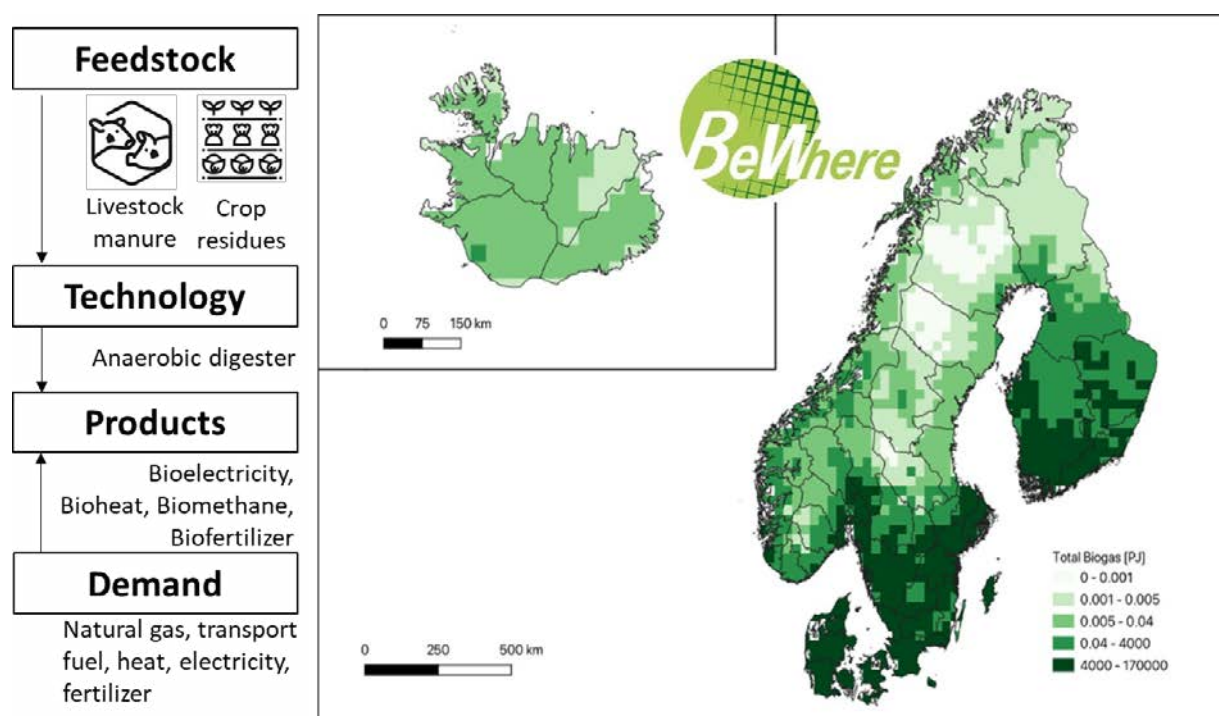 Feedstock
Livestock
manure
Crop
residues
Technology
Anaerobic digester
Products
Bioelectricity,
Bioheat, Biomethane,
Biofertilizer
Demand
Natural gas, transport
fuel, heat, electricity,
fertilizer
BeWhere
0 75 150 km
0 250 500 km
Total Biogas [PJ]
0 - 0.001
0.001 - 0.005
0.005 - 0.04
0.04 - 4000
4000 - 170000